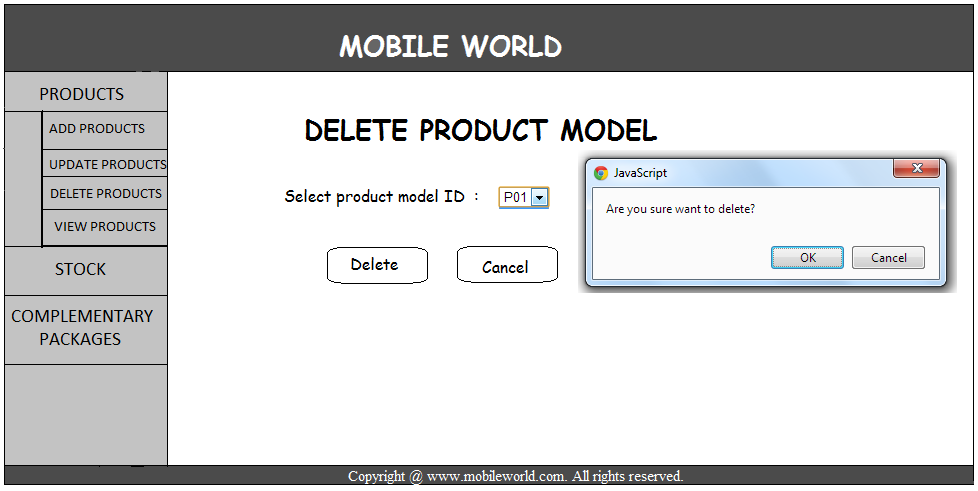 MOBILE WORLD
PRODUCTS
ADD PRODUCTS
UPDATE PRODUCTS
DELETE PRODUCTS
VIEW PRODUCTS
STOCK
COMPLEMENTARY
PACKAGES
DELETE PRODUCT MODEL
Select product model ID : P01
Delete Cancel
JavaScript
Are you sure want to delete?
OK Cancel
Copyright @ www.mobileworld.com. All rights reserved.